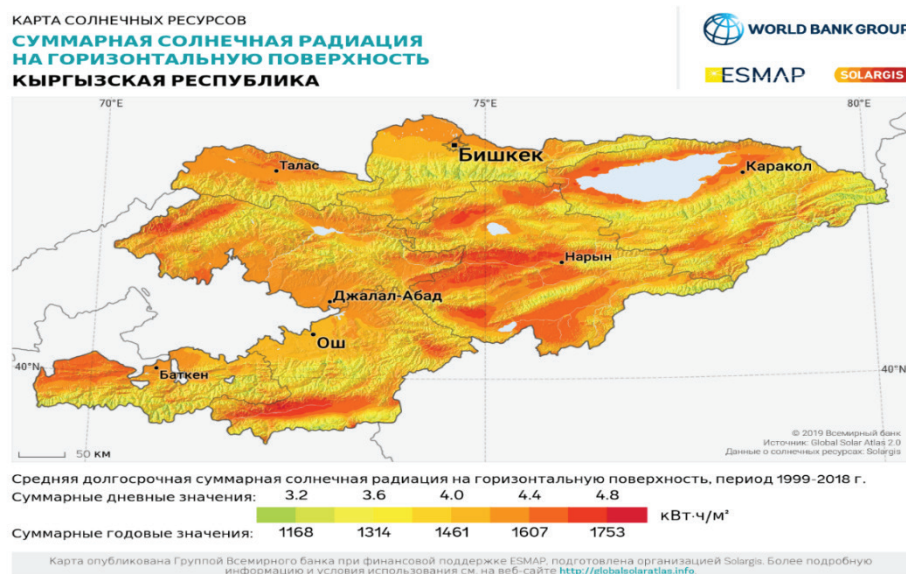 КАРТА СОЛНЕЧНЫХ РЕСУРСОВ
СУММАРНАЯ СОЛНЕЧНАЯ РАДИАЦИЯ
НА ГОРИЗОНТАЛЬНУЮ ПОВЕРХНОСТЬ
КЫРГЫЗСКАЯ РЕСПУБЛИКА
WORLD BANK GROUP
ESMAP SOLARGIS
70°E 75°E 80°E
Бишкек
Талас
Каракол
Нарын
Джалал-Абад
Ош
40°N
Баткен
40°N
50 КМ
© 2019 Всемирный банк
Источник: Global Solar Atlas 2.0
Данные о солнечных ресурсах: Solargis
Средняя долгосрочная суммарная солнечная радиация на горизонтальную поверхность, период 1999-2018 г.
Суммарные дневные значения: 3.2 3.6 4.0 4.4 4.8
кВт·ч/м²
Суммарные годовые значения: 1168 1314 1461 1607 1753
Карта опубликована Группой Всемирного банка при финансовой поддержке ESMAP, подготовлена организацией Solargis. Более подробную
информацию и условия использования см. на веб-сайте http://globalsolaratlas.info.